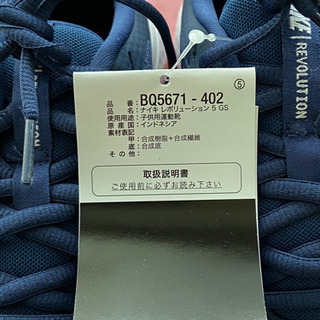 ⑤
品番: BQ5671 - 402
品名: ナイキ レボリューション 5 GS
使用用途: 子供用運動靴
原産国: インドネシア
素材表記
甲: 合成樹脂+合成繊維
底: 合成底
その他:
取扱説明書
ご使用前に必ずお読み下さい
REVOLUTION